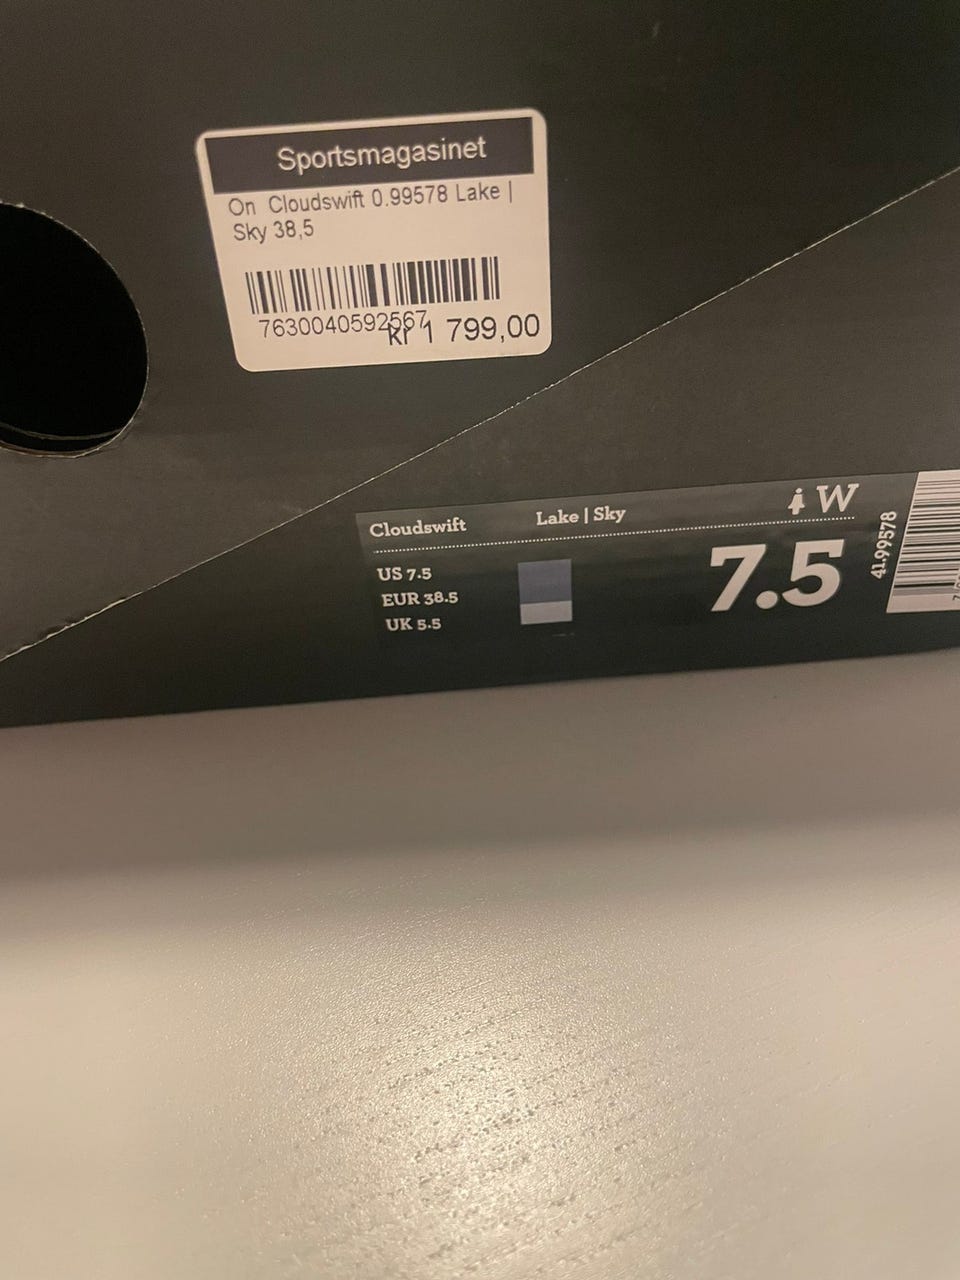 Sportsmagasinet
On Cloudswift 0.99578 Lake |
Sky 38,5
7630040592567
kr 1 799,00
Cloudswift
Lake | Sky
W
US 7.5
EUR 38.5
UK 5.5
7.5
41.99578